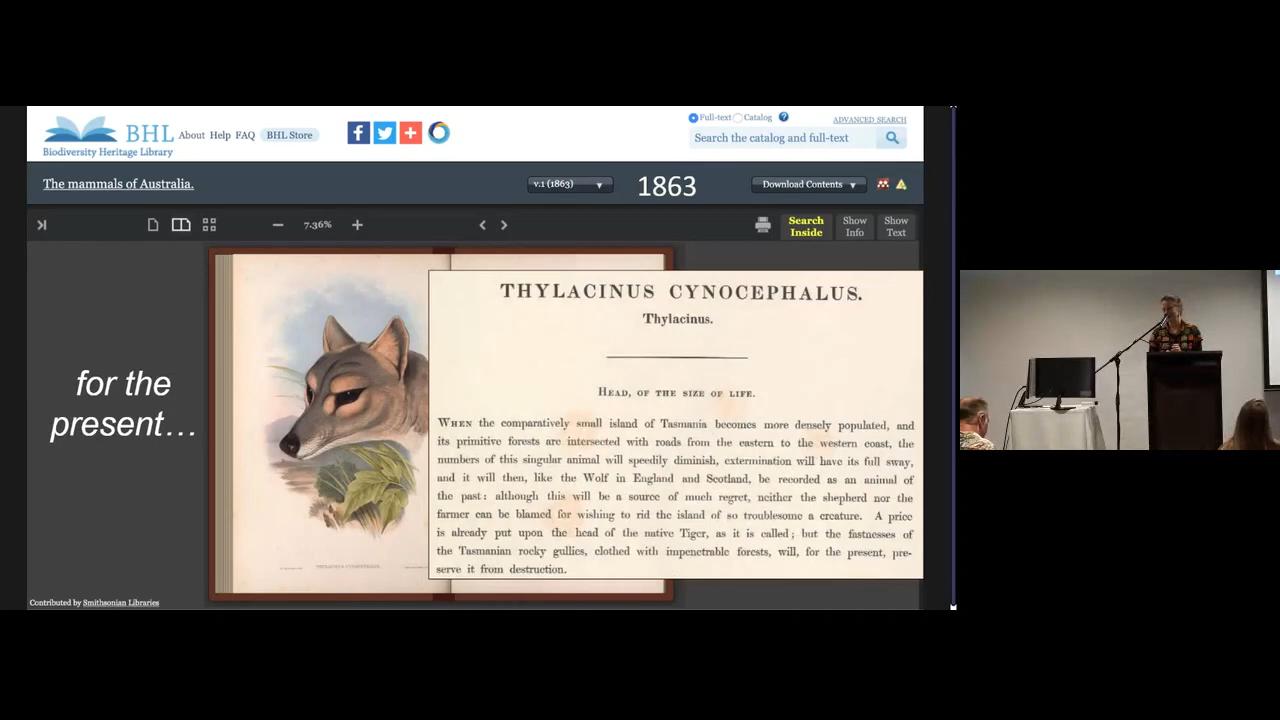 BHL
Biodiversity Heritage Library
About Help FAQ BHL Store
Full-text Catalog ?
ADVANCED SEARCH
Search the catalog and full-text
The mammals of Australia.
v.1 (1863)
1863
Download Contents
7.36%
Search Inside
Show Info
Show Text
for the
present…
THYLACINUS CYNOCEPHALUS.
Thylacinus.
HEAD, OF THE SIZE OF LIFE.
WHEN the comparatively small island of Tasmania becomes more densely populated, and
its primitive forests are intersected with roads from the eastern to the western coast, the
numbers of this singular animal will speedily diminish, extermination will have its full sway,
and it will then, like the Wolf in England and Scotland, be recorded as an animal of
the past: although this will be a source of much regret, neither the shepherd nor the
farmer can be blamed for wishing to rid the island of so troublesome a creature. A price
is already put upon the head of the native Tiger, as it is called; but the fastnesses of
the Tasmanian rocky gullies, clothed with impenetrable forests, will, for the present, pre-
serve it from destruction.
THYLACINUS CYNOCEPHALUS.
Contributed by Smithsonian Libraries